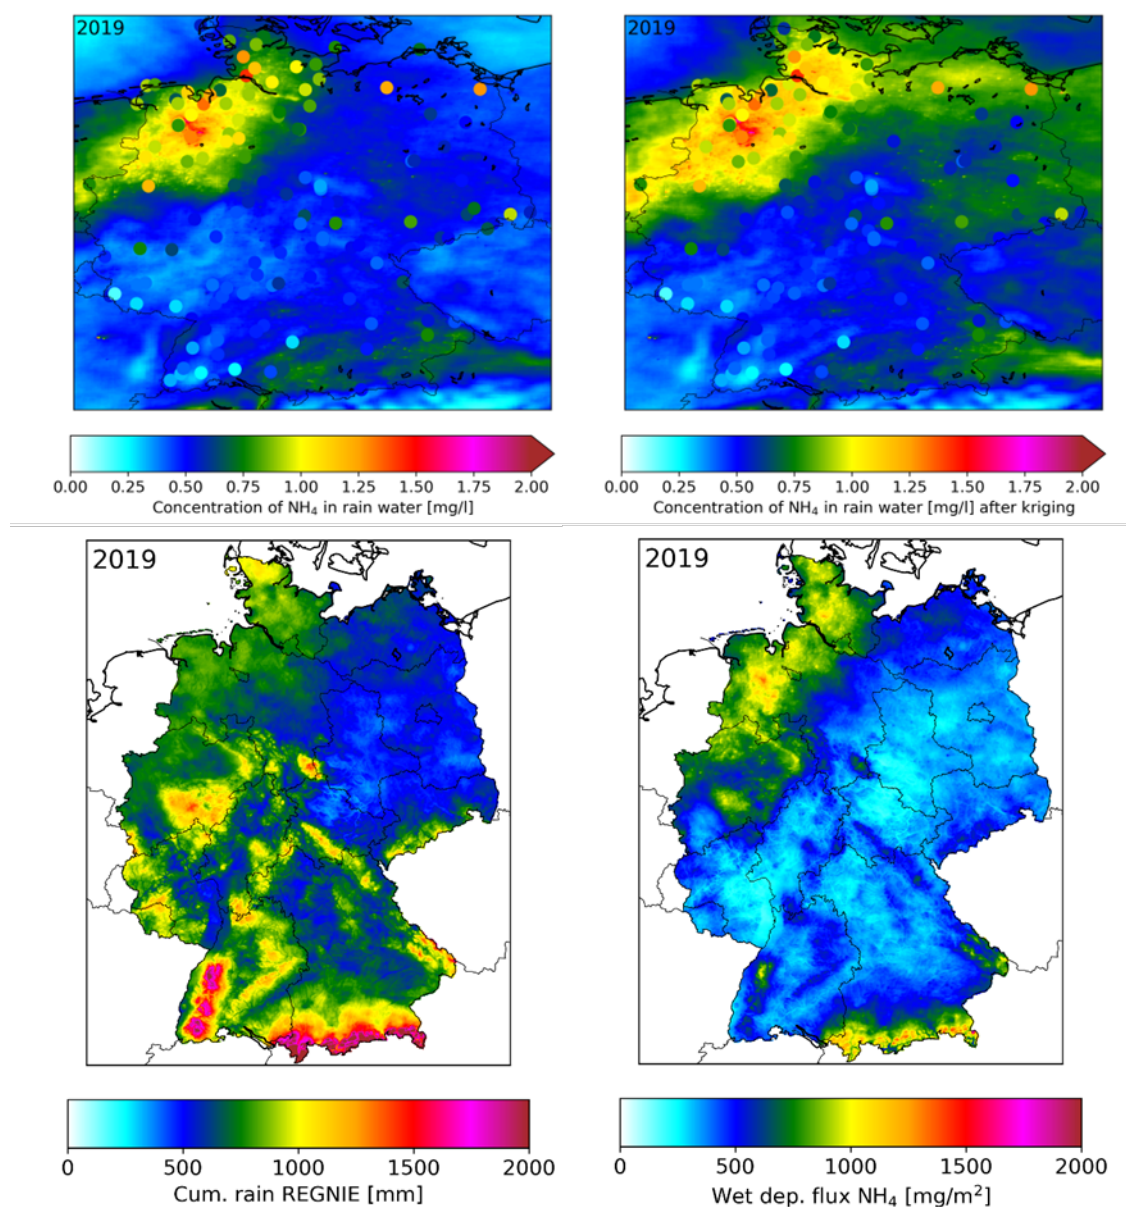 2019
2019
0.00 0.25 0.50 0.75 1.00 1.25 1.50 1.75 2.00
Concentration of NH₄ in rain water [mg/l]
0.00 0.25 0.50 0.75 1.00 1.25 1.50 1.75 2.00
Concentration of NH₄ in rain water [mg/l] after kriging
2019
2019
0 500 1000 1500 2000
Cum. rain REGNIE [mm]
0 500 1000 1500 2000
Wet dep. flux NH₄ [mg/m²]